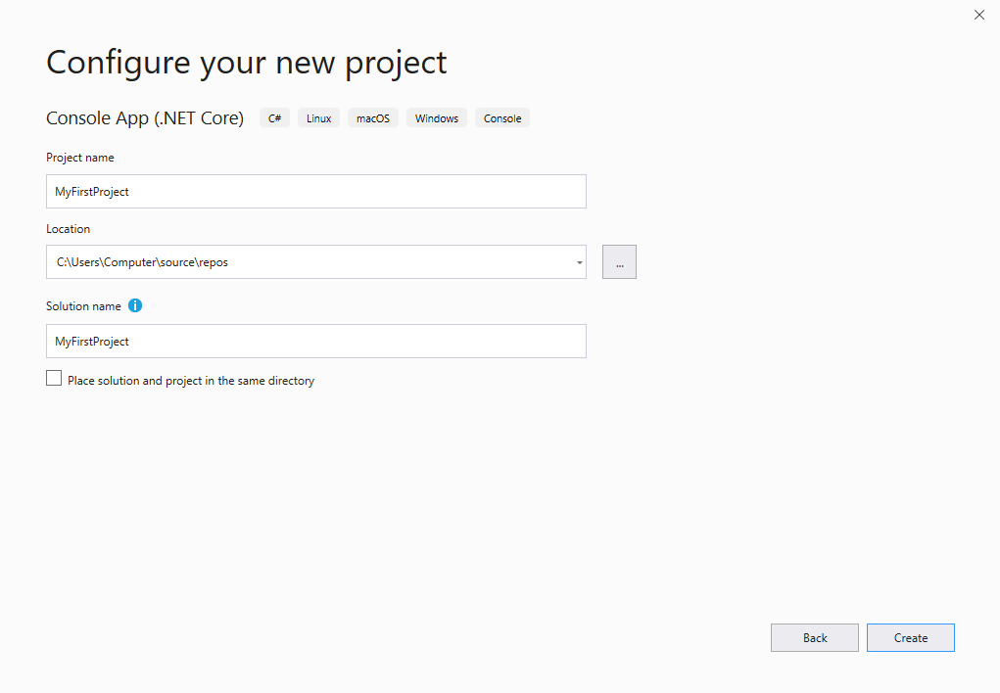 Configure your new project
Console App (.NET Core) C# Linux macOS Windows Console
Project name
MyFirstProject
Location
C:\Users\Computer\source\repos
...
Solution name
MyFirstProject
Place solution and project in the same directory
Back Create